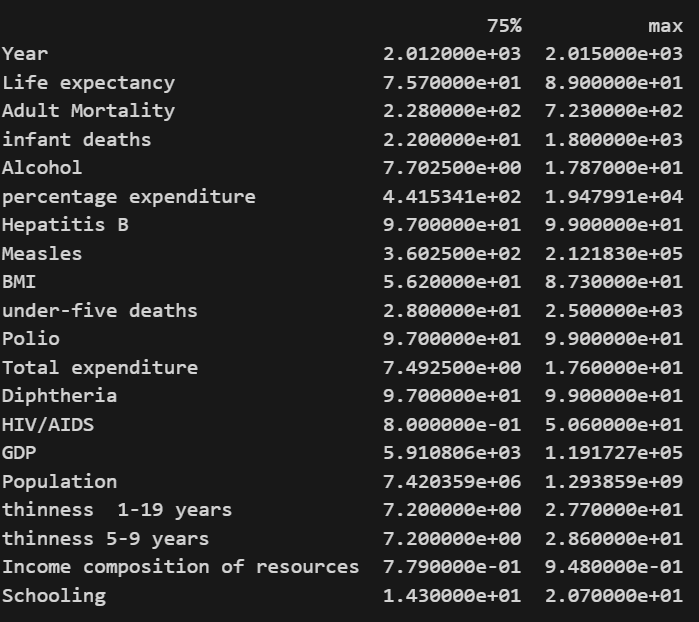 75% max
Year 2.012000e+03 2.015000e+03
Life expectancy 7.570000e+01 8.900000e+01
Adult Mortality 2.280000e+02 7.230000e+02
infant deaths 2.200000e+01 1.800000e+03
Alcohol 7.702500e+00 1.787000e+01
percentage expenditure 4.415341e+02 1.947991e+04
Hepatitis B 9.700000e+01 9.900000e+01
Measles 3.602500e+02 2.121830e+05
BMI 5.620000e+01 8.730000e+01
under-five deaths 2.800000e+01 2.500000e+03
Polio 9.700000e+01 9.900000e+01
Total expenditure 7.492500e+00 1.760000e+01
Diphtheria 9.700000e+01 9.900000e+01
HIV/AIDS 8.000000e-01 5.060000e+01
GDP 5.910806e+03 1.191727e+05
Population 7.420359e+06 1.293859e+09
thinness  1-19 years 7.200000e+00 2.770000e+01
thinness 5-9 years 7.200000e+00 2.860000e+01
Income composition of resources 7.790000e-01 9.480000e-01
Schooling 1.430000e+01 2.070000e+01